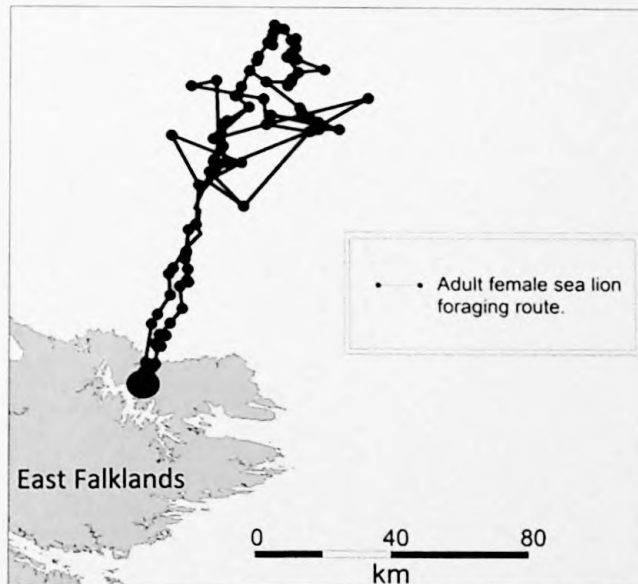 Adult female sea lion
foraging route.
East Falklands
0 40 80
km